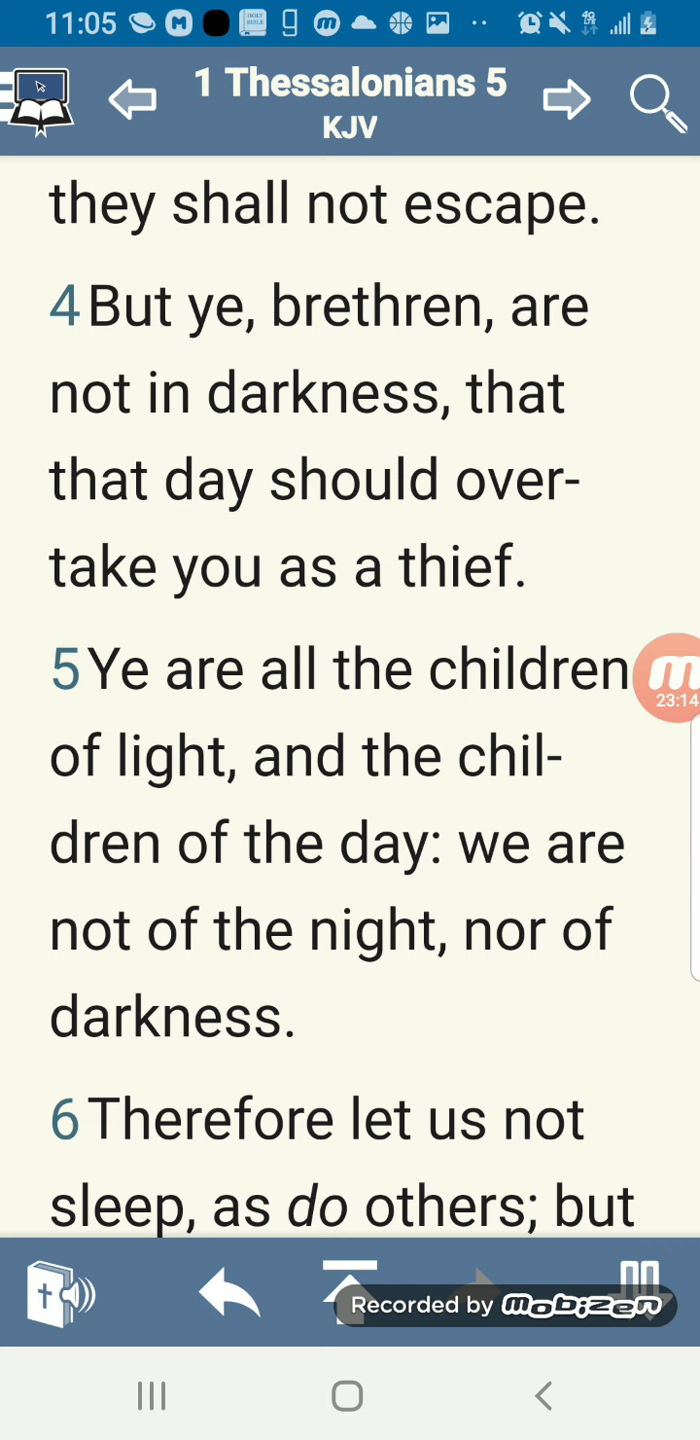 11:05
1 Thessalonians 5
KJV
they shall not escape.
4 But ye, brethren, are
not in darkness, that
that day should over-
take you as a thief.
5 Ye are all the children
of light, and the chil-
dren of the day: we are
not of the night, nor of
darkness.
6 Therefore let us not
sleep, as do others; but
23:14
Recorded by mobizen